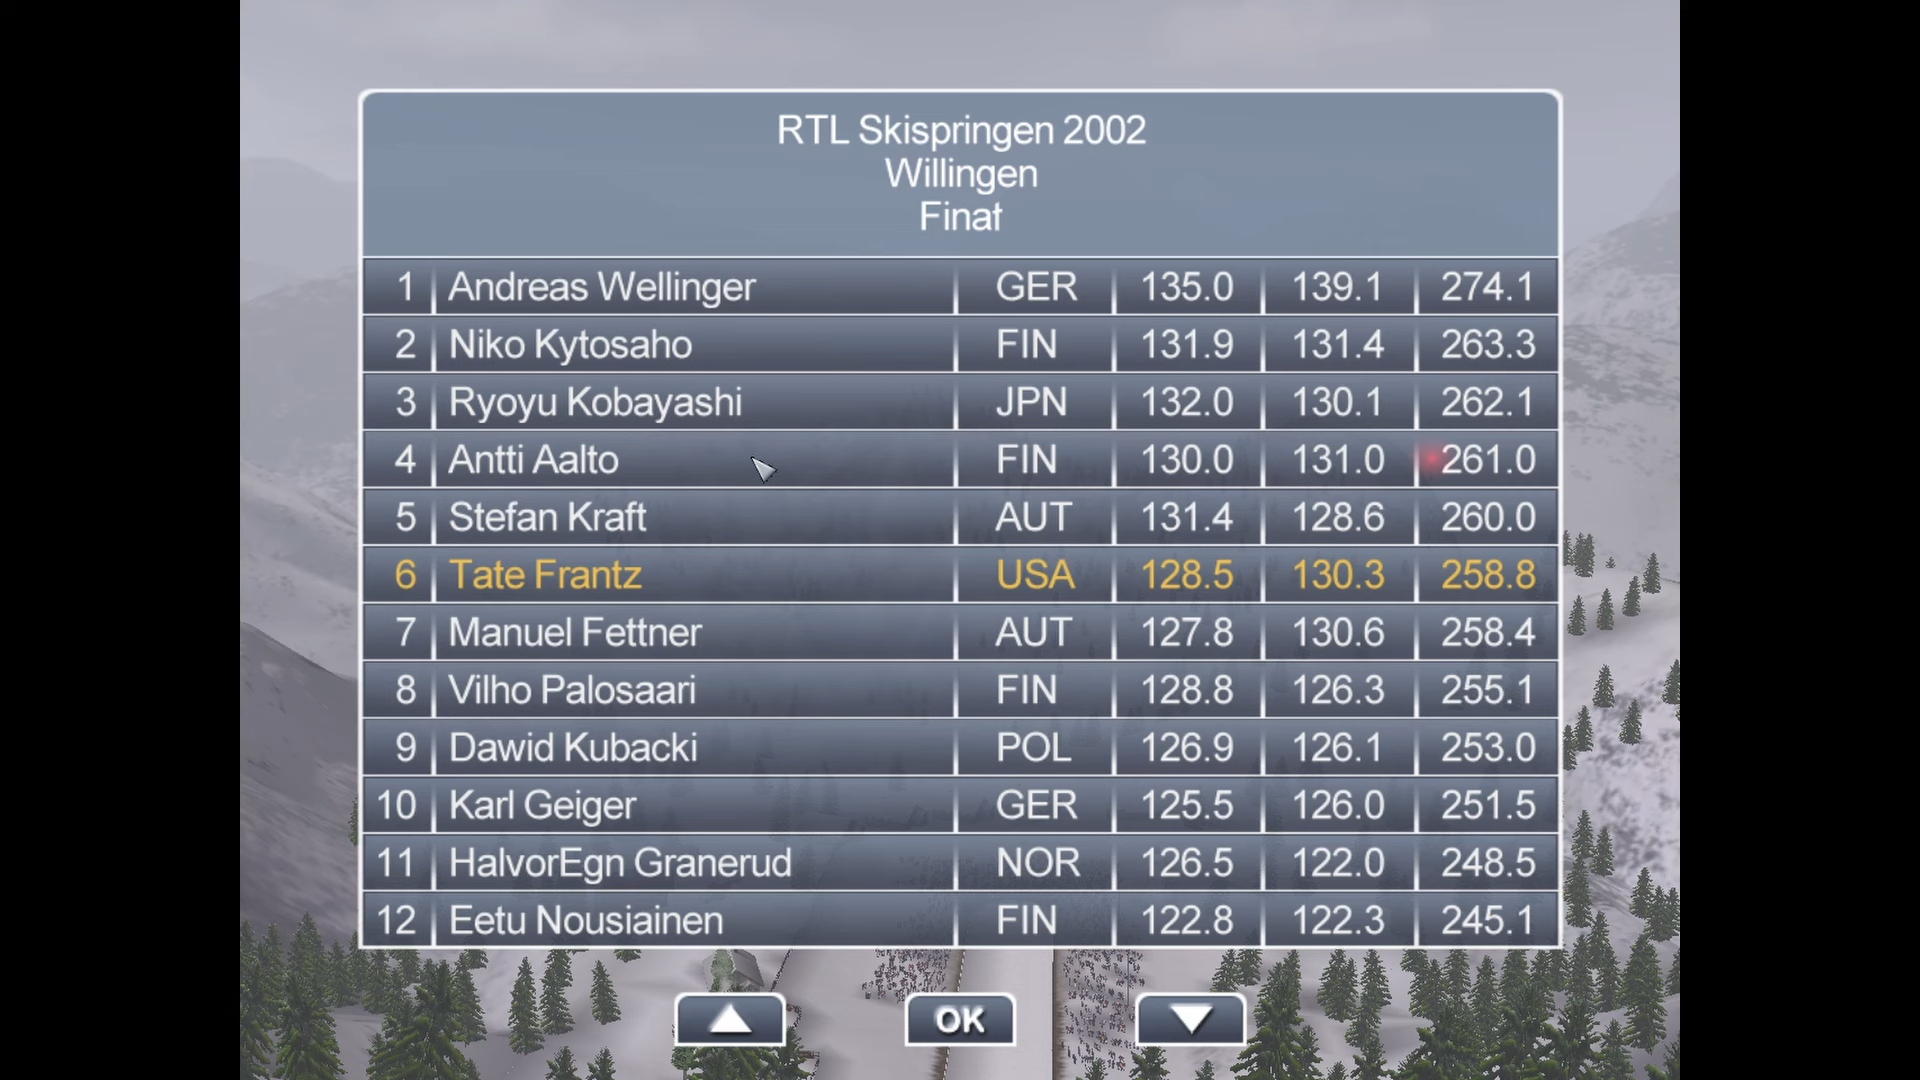 RTL Skispringen 2002
Willingen
Finał
1 Andreas Wellinger GER 135.0 139.1 274.1
2 Niko Kytosaho FIN 131.9 131.4 263.3
3 Ryoyu Kobayashi JPN 132.0 130.1 262.1
4 Antti Aalto FIN 130.0 131.0 261.0
5 Stefan Kraft AUT 131.4 128.6 260.0
6 Tate Frantz USA 128.5 130.3 258.8
7 Manuel Fettner AUT 127.8 130.6 258.4
8 Vilho Palosaari FIN 128.8 126.3 255.1
9 Dawid Kubacki POL 126.9 126.1 253.0
10 Karl Geiger GER 125.5 126.0 251.5
11 HalvorEgn Granerud NOR 126.5 122.0 248.5
12 Eetu Nousiainen FIN 122.8 122.3 245.1
OK